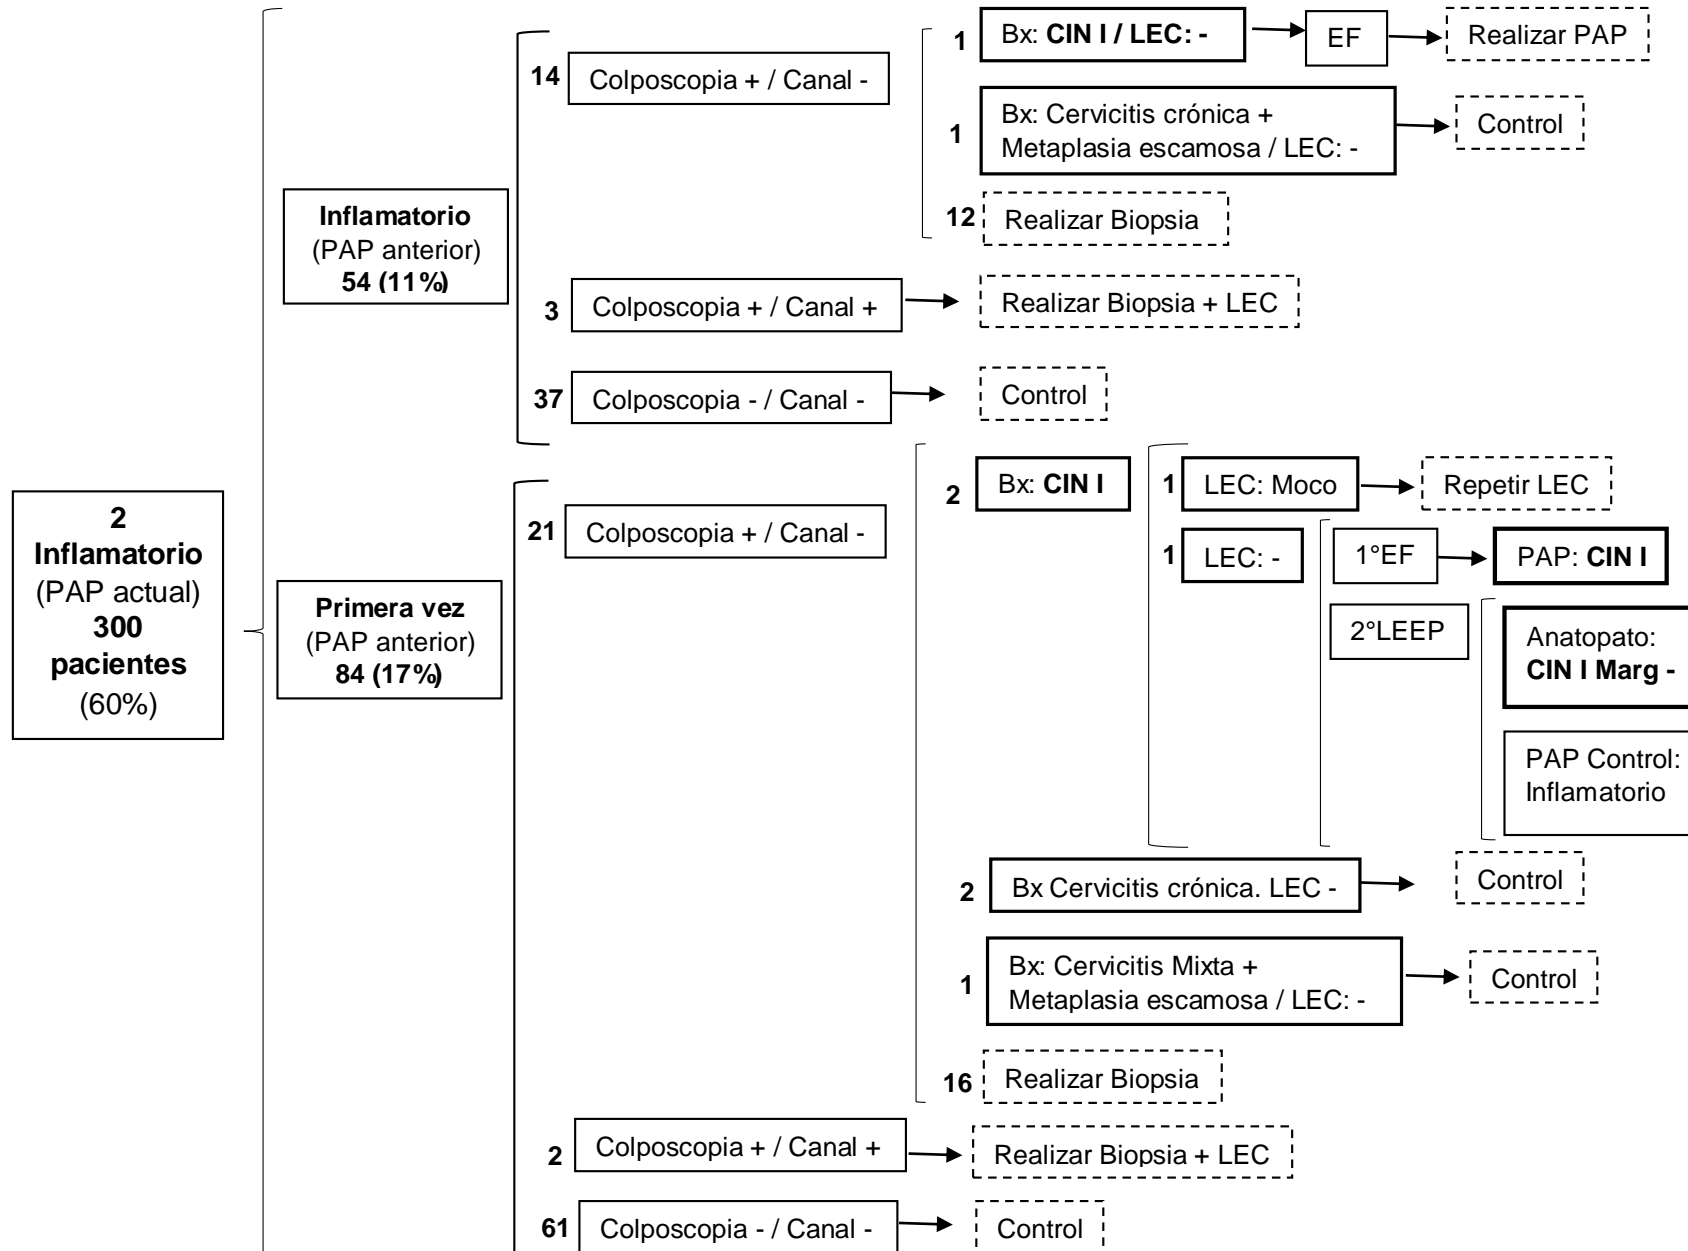 2
Inflamatorio
(PAP actual)
300
pacientes
(60%)
Inflamatorio
(PAP anterior)
54 (11%)
14
Colposcopia + / Canal -
1
Bx: CIN I / LEC: -
EF
Realizar PAP
1
Bx: Cervicitis crónica +
Metaplasia escamosa / LEC: -
Control
12
Realizar Biopsia
3
Colposcopia + / Canal +
Realizar Biopsia + LEC
37
Colposcopia - / Canal -
Control
Primera vez
(PAP anterior)
84 (17%)
21
Colposcopia + / Canal -
2
Bx: CIN I
1
LEC: Moco
Repetir LEC
1
LEC: -
1°EF
PAP: CIN I
2°LEEP
Anatopato:
CIN I Marg -
PAP Control:
Inflamatorio
2
Bx Cervicitis crónica. LEC -
Control
1
Bx: Cervicitis Mixta +
Metaplasia escamosa / LEC: -
Control
16
Realizar Biopsia
2
Colposcopia + / Canal +
Realizar Biopsia + LEC
61
Colposcopia - / Canal -
Control